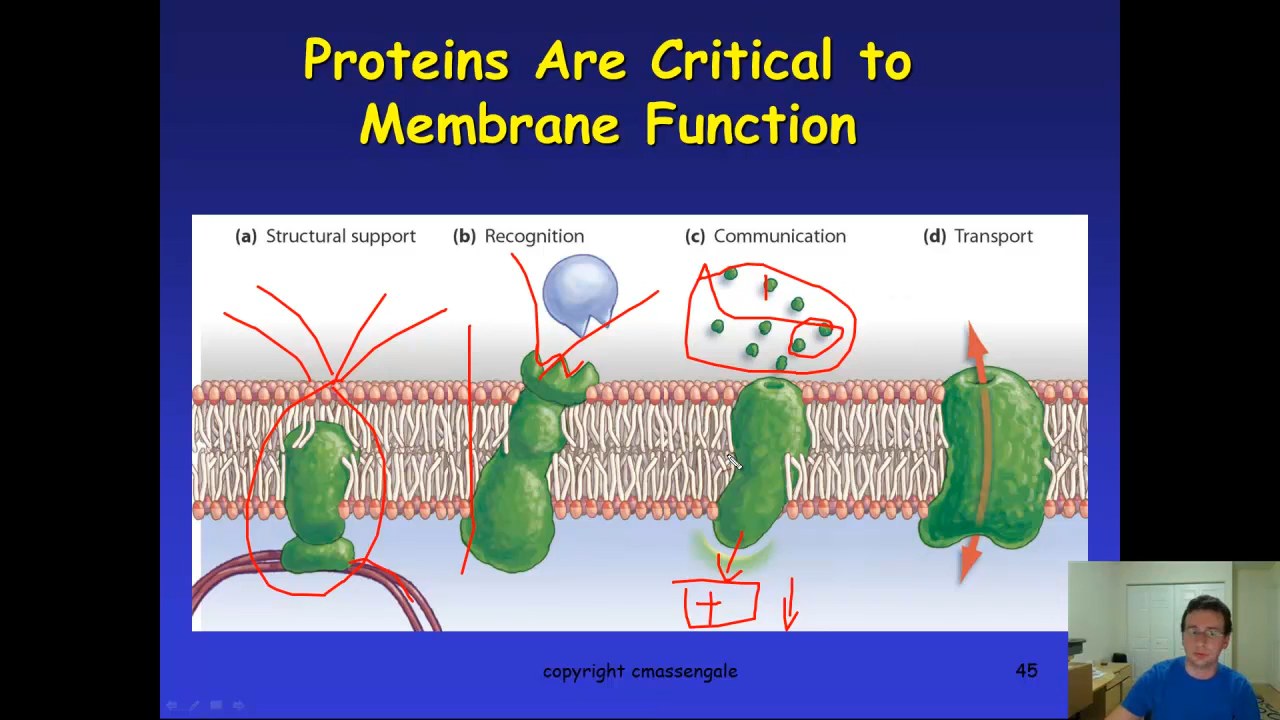 Proteins Are Critical to
Membrane Function
(a) Structural support
(b) Recognition
(c) Communication
(d) Transport
copyright cmassengale
45